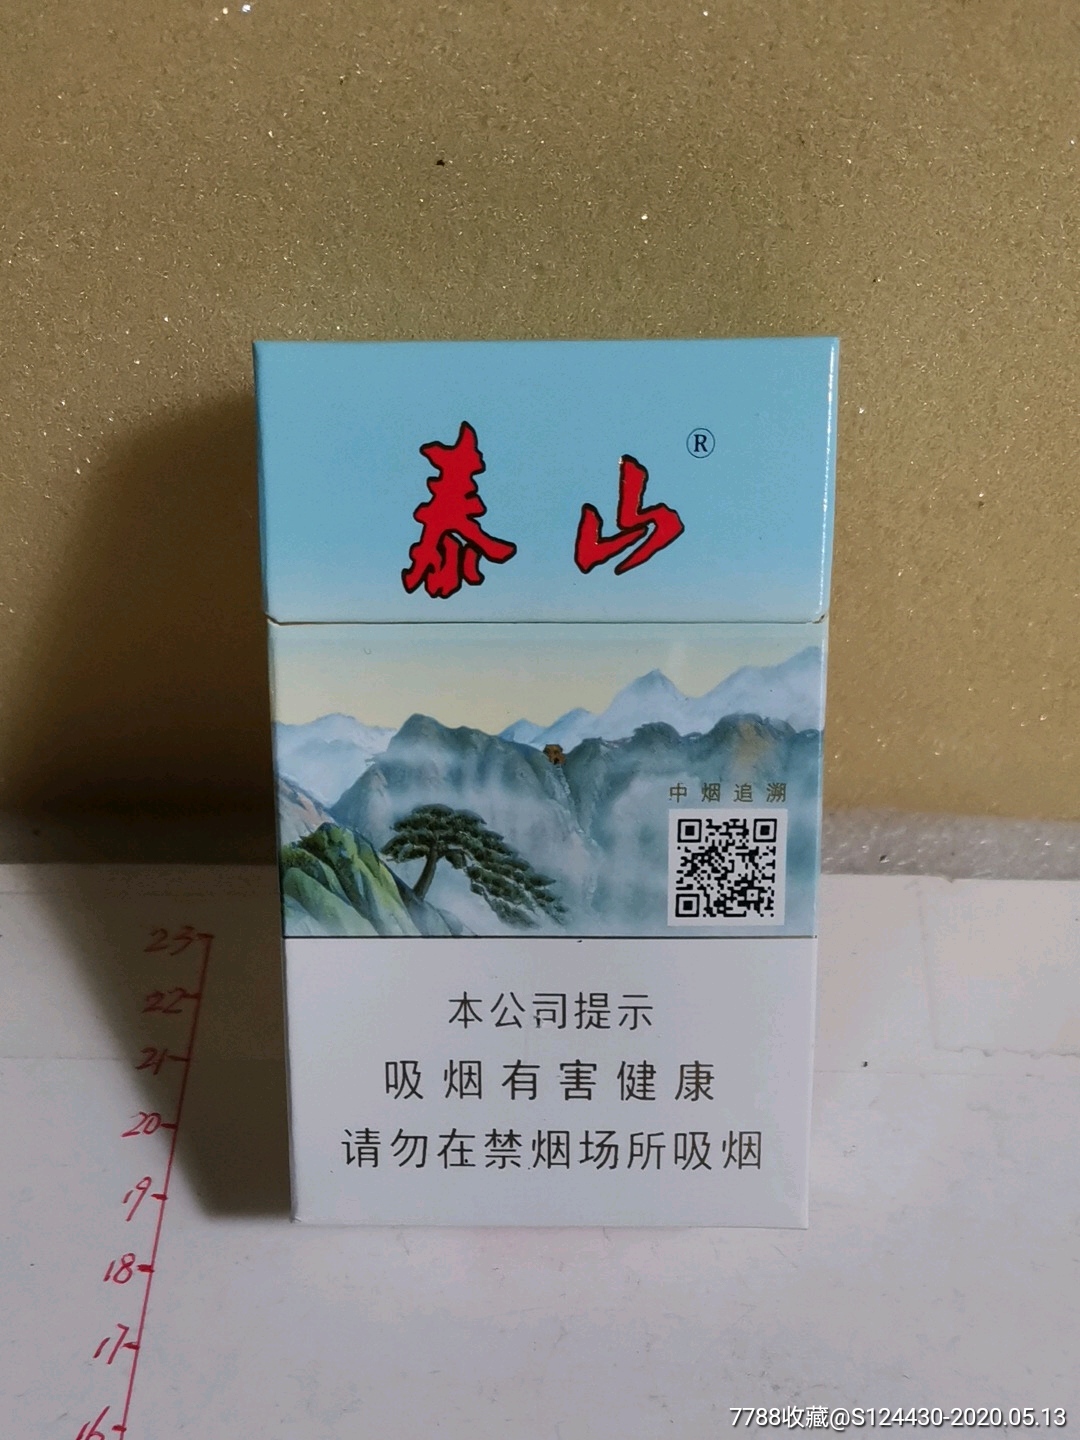 泰山®
中烟追溯
本公司提示
吸烟有害健康
请勿在禁烟场所吸烟
23
22
21
20
19
18
17
16
7788收藏@S124430-2020.05.13